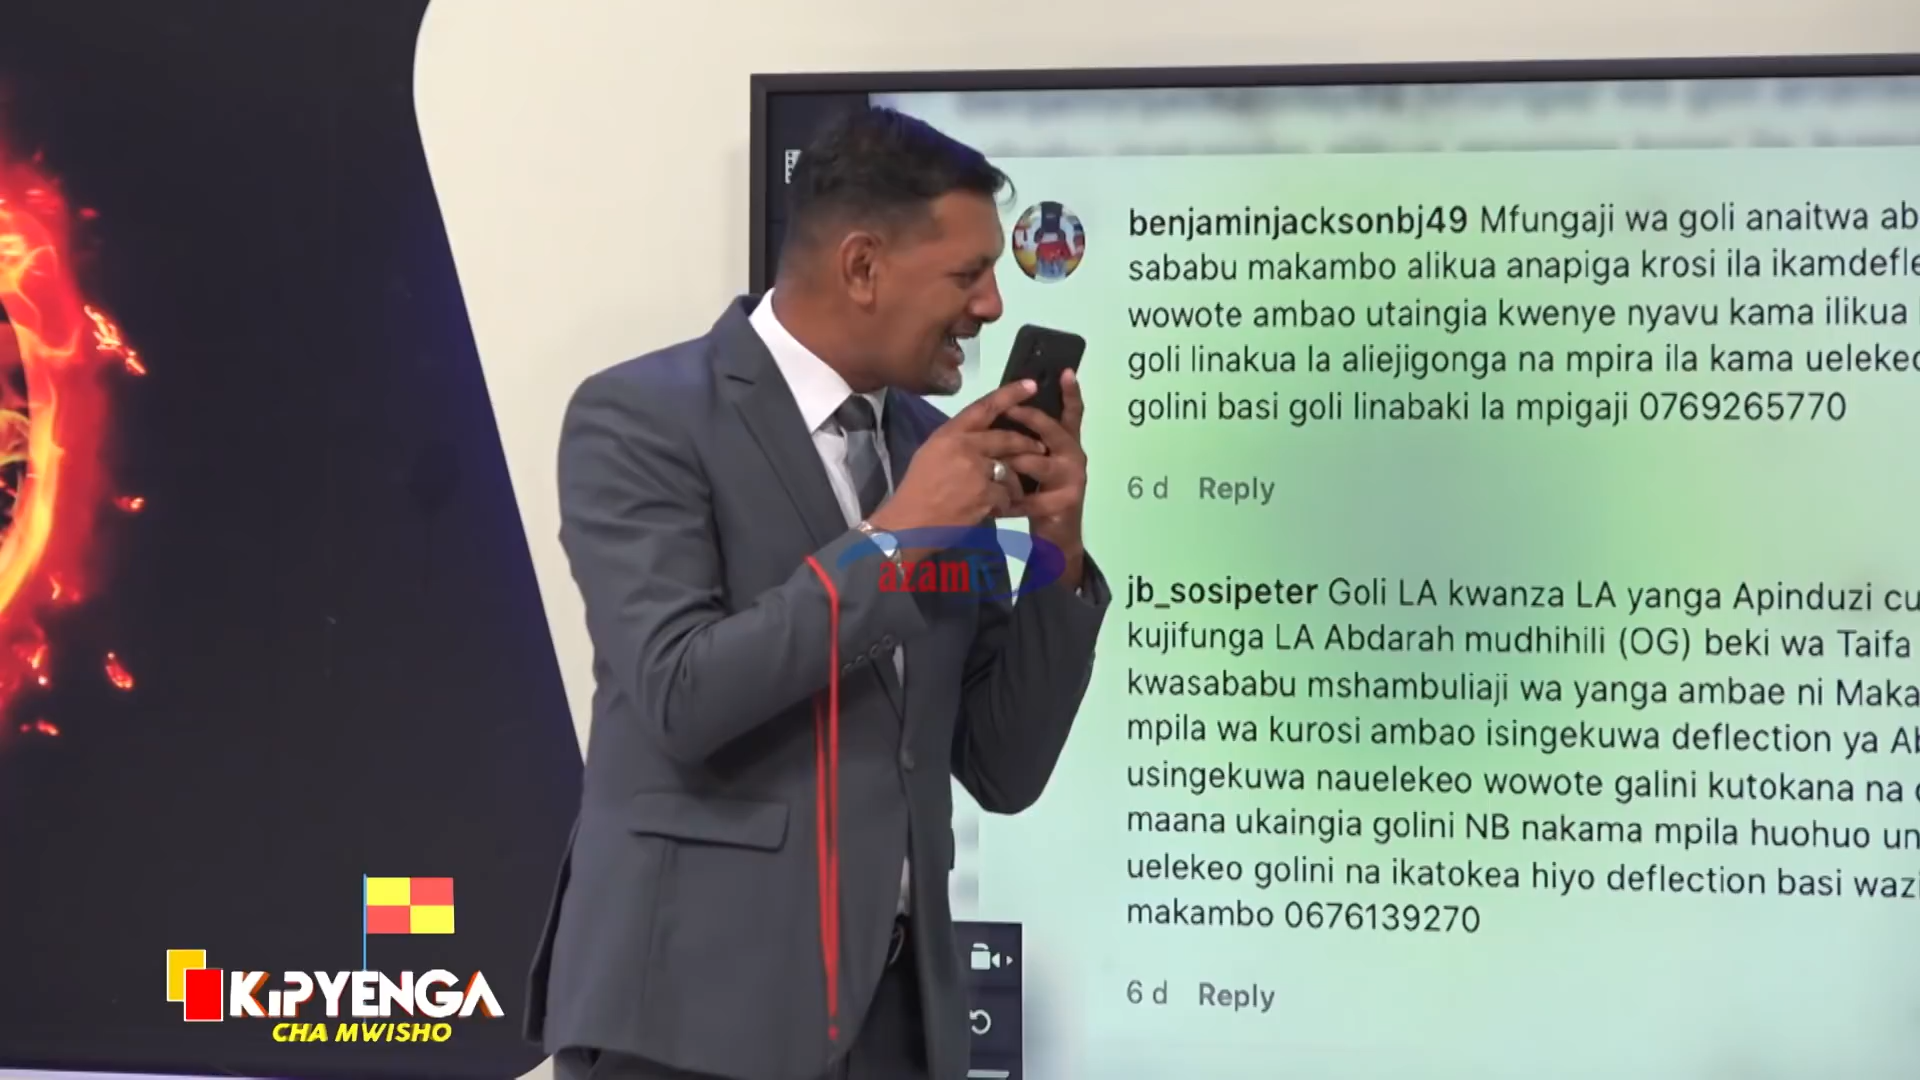 benjaminjacksonbj49 Mfungaji wa goli anaitwa ab
sababu makambo alikua anapiga krosi ila ikamdefle
wowote ambao utaingia kwenye nyavu kama ilikua
goli linakua la aliejigonga na mpira ila kama uelekeo
golini basi goli linabaki la mpigaji 0769265770
6 d Reply
azamtv
jb_sosipeter Goli LA kwanza LA yanga Apinduzi cu
kujifunga LA Abdarah mudhihili (OG) beki wa Taifa
kwasababu mshambuliaji wa yanga ambae ni Maka
mpila wa kurosi ambao isingekuwa deflection ya Ab
usingekuwa nauelekeo wowote galini kutokana na
maana ukaingia golini NB nakama mpila huohuo un
uelekeo golini na ikatokea hiyo deflection basi wazi
makambo 0676139270
6 d Reply
KIPYENGA
CHA MWISHO